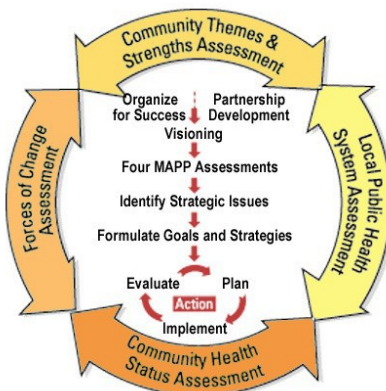 Community Themes &
Strengths Assessment
Organize
for Success
Partnership
Development
Visioning
Four MAPP Assessments
Identify Strategic Issues
Formulate Goals and Strategies
Evaluate
Plan
Action
Implement
Forces of Change
Assessment
Local Public Health
System Assessment
Community Health
Status Assessment